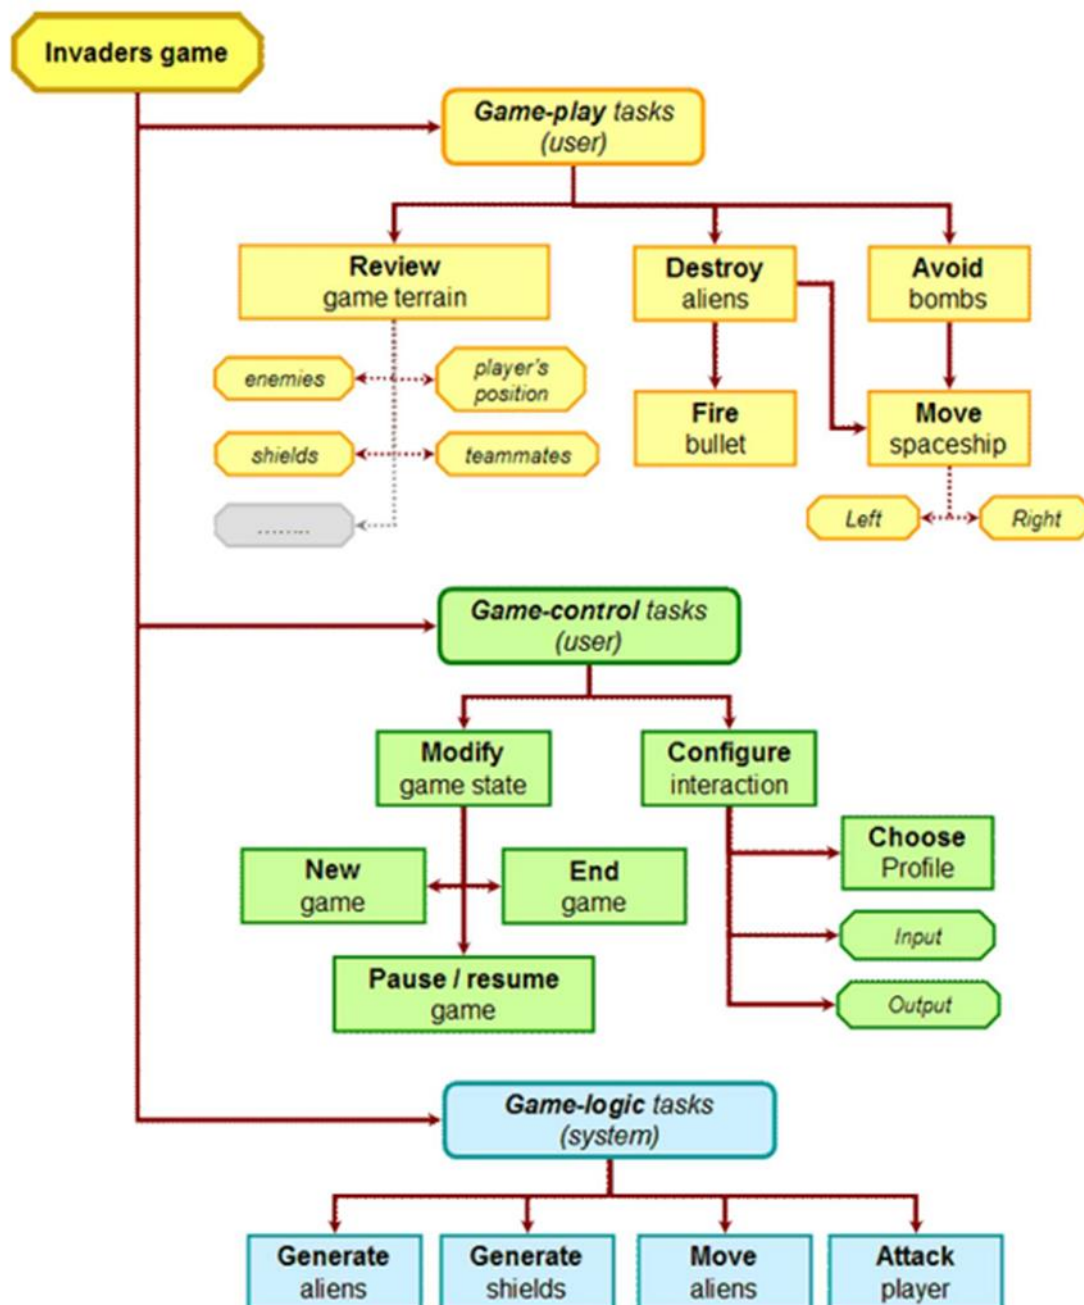 Invaders game
Game-play tasks
(user)
Review
game terrain
Destroy
aliens
Avoid
bombs
enemies
player's
position
shields
teammates
........
Fire
bullet
Move
spaceship
Left
Right
Game-control tasks
(user)
Modify
game state
Configure
interaction
New
game
End
game
Pause / resume
game
Choose
Profile
Input
Output
Game-logic tasks
(system)
Generate
aliens
Generate
shields
Move
aliens
Attack
player